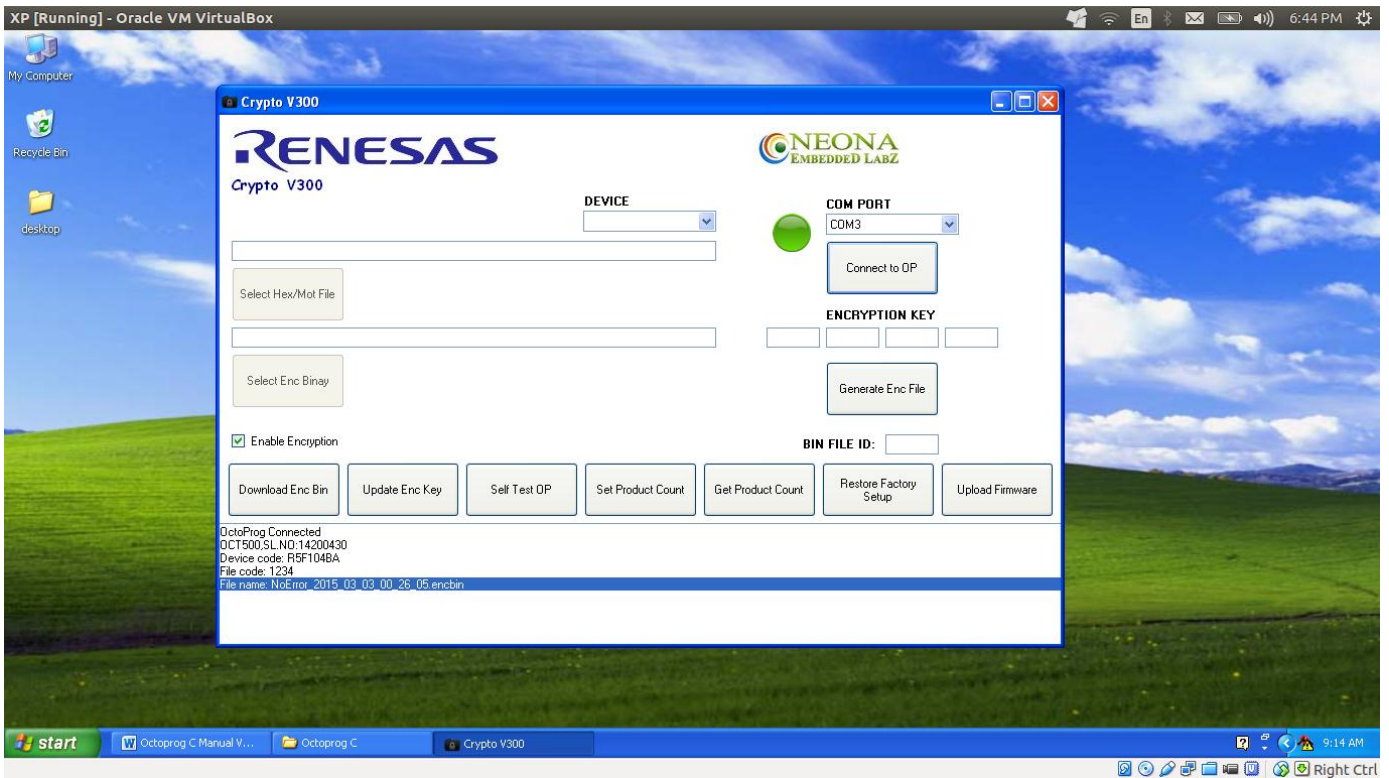 XP [Running] - Oracle VM VirtualBox
En
6:44 PM
My Computer
Recycle Bin
desktop
Crypto V300
RENESAS
Crypto V300
NEONA
EMBEDDED LABZ
DEVICE
COM PORT
COM3
Connect to OP
Select Hex/Mot File
ENCRYPTION KEY
Select Enc Binay
Generate Enc File
Enable Encryption
BIN FILE ID:
Download Enc Bin
Update Enc Key
Self Test OP
Set Product Count
Get Product Count
Restore Factory
Setup
Upload Firmware
OctoProg Connected
OCT500,SL.NO:14200430
Device code: R5F104BA
File code: 1234
File name: NoError_2015_03_03_00_26_05.encbin
start
Octoprog C Manual V...
Octoprog C
Crypto V300
9:14 AM
Right Ctrl